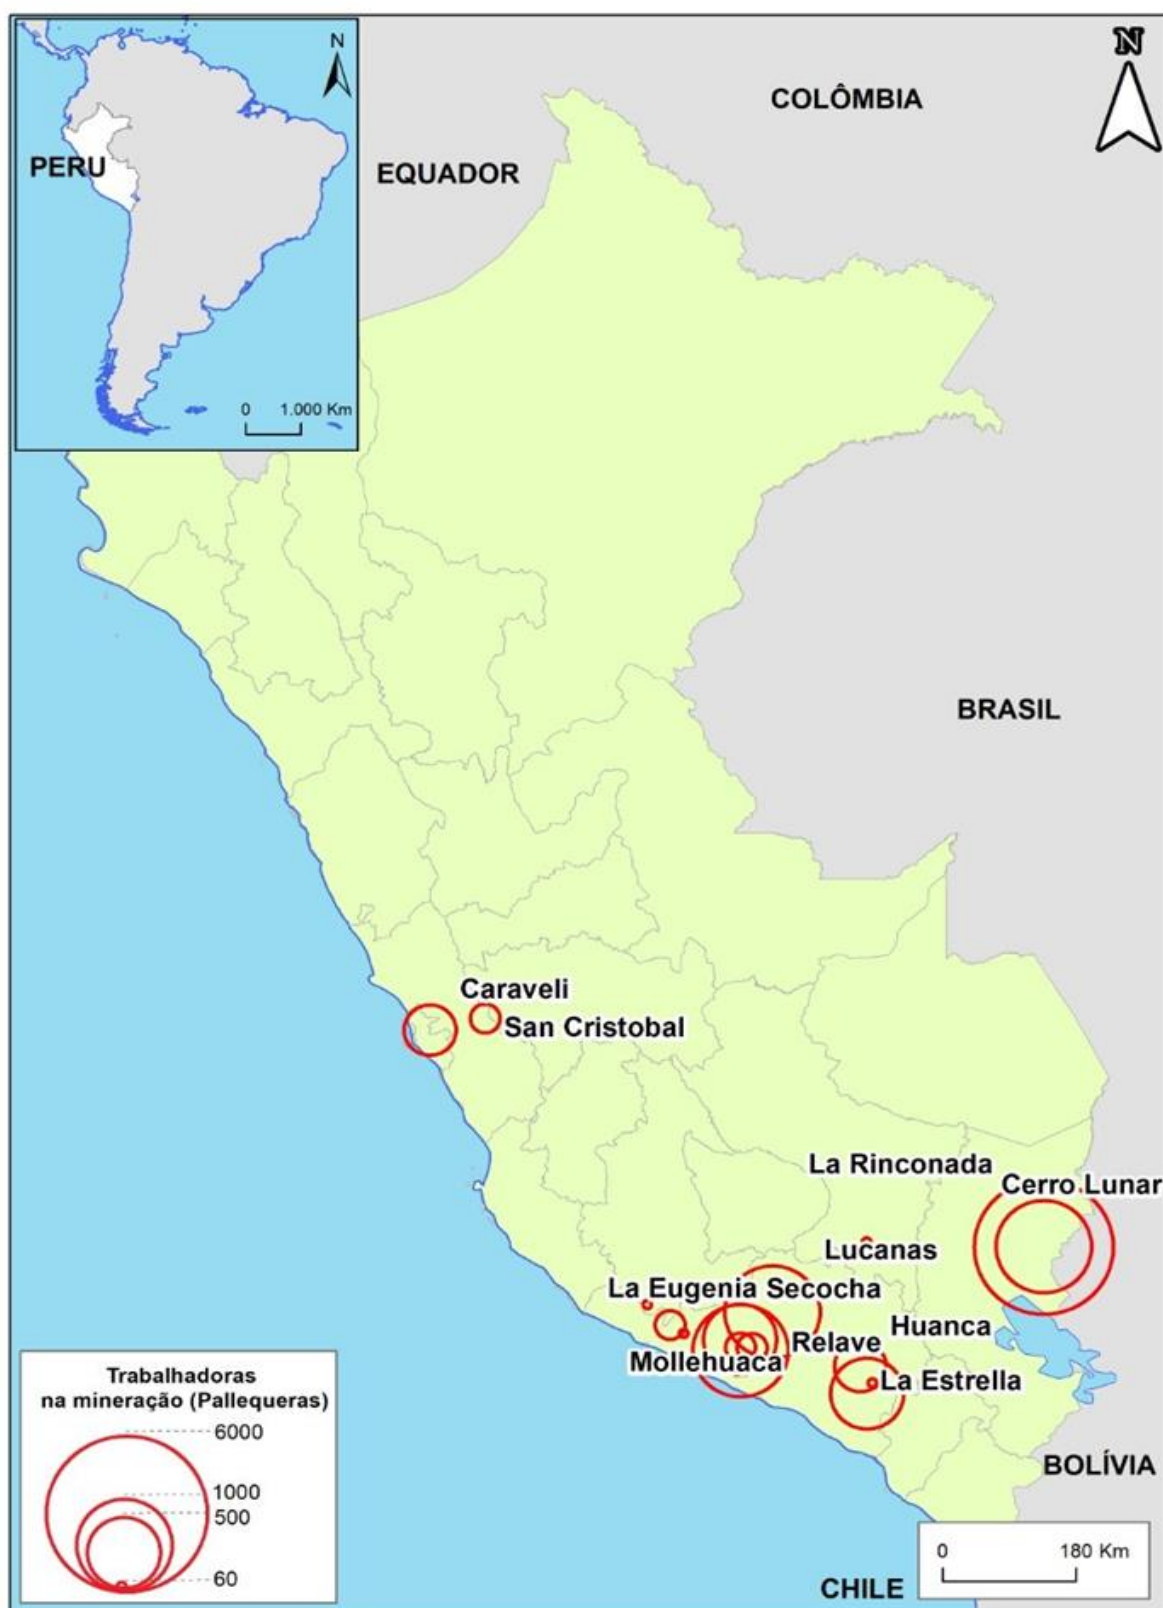 N
PERU
0 1.000 Km
N
COLÔMBIA
EQUADOR
BRASIL
Caraveli
San Cristobal
La Rinconada
Cerro Lunar
Lucanas
La Eugenia
Secocha
Huanca
Relave
Mollehuaca
La Estrella
BOLÍVIA
CHILE
Trabalhadoras
na mineração (Pallequeras)
6000
1000
500
60
0 180 Km